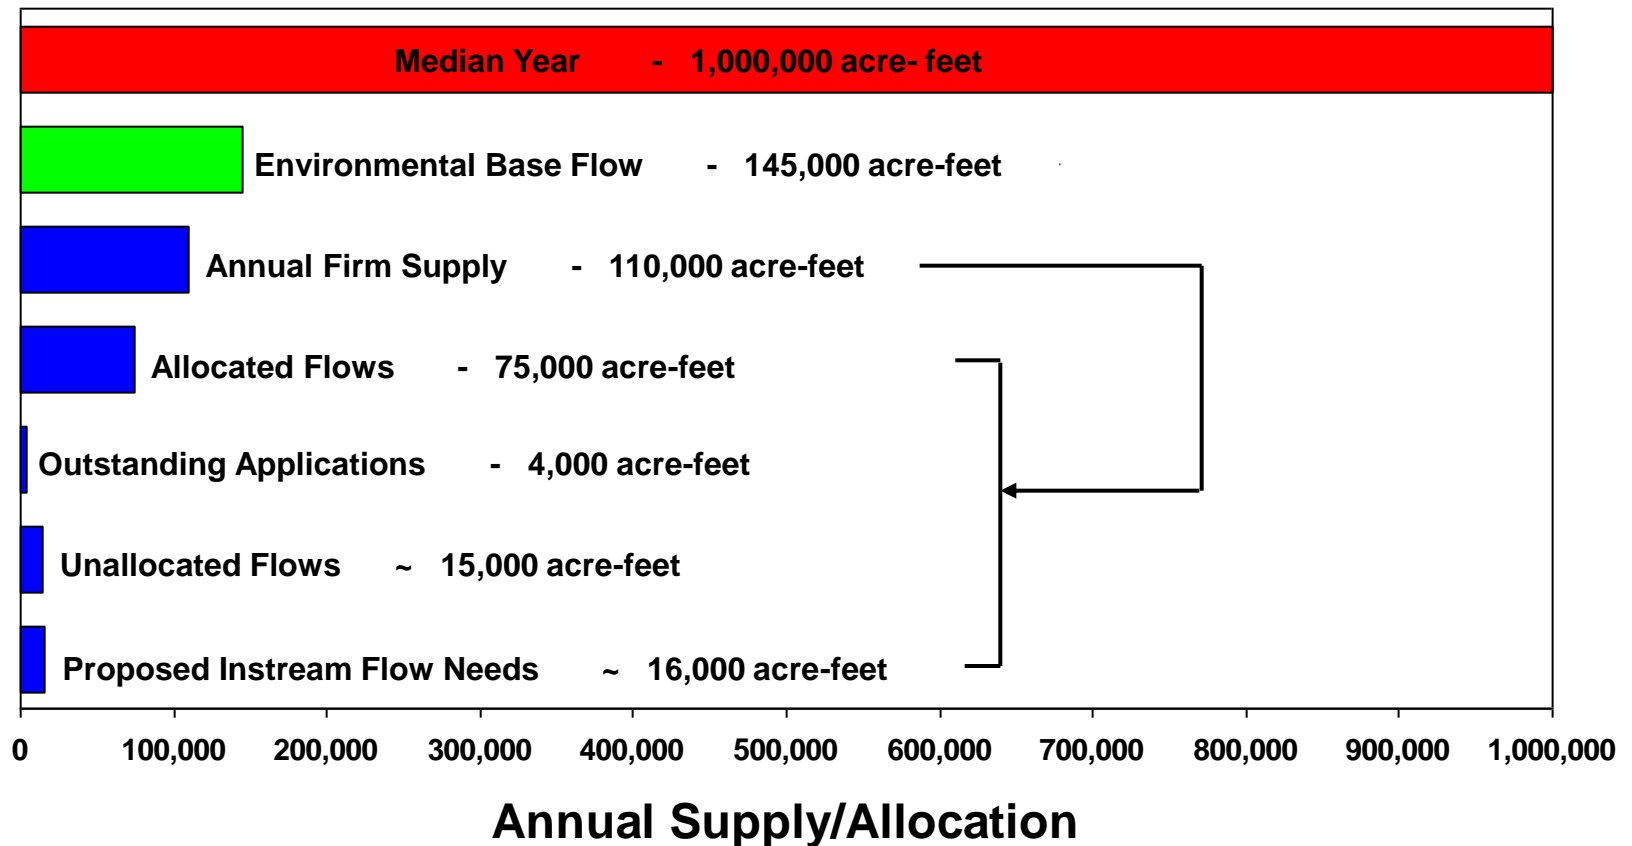 Median Year - 1,000,000 acre- feet
Environmental Base Flow - 145,000 acre-feet
Annual Firm Supply - 110,000 acre-feet
Allocated Flows - 75,000 acre-feet
Outstanding Applications - 4,000 acre-feet
Unallocated Flows ~ 15,000 acre-feet
Proposed Instream Flow Needs ~ 16,000 acre-feet
0 100,000 200,000 300,000 400,000 500,000 600,000 700,000 800,000 900,000 1,000,000
Annual Supply/Allocation